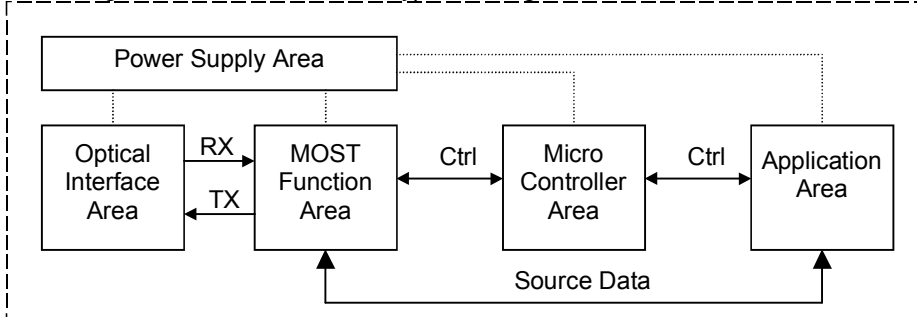 Power Supply Area
Optical
Interface
Area
RX
TX
MOST
Function
Area
Ctrl
Micro
Controller
Area
Ctrl
Application
Area
Source Data